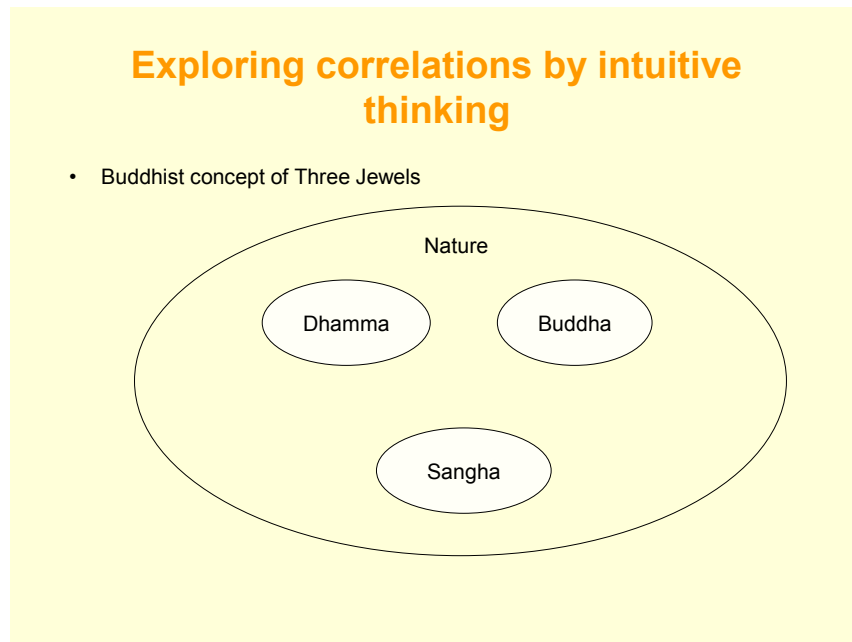 Exploring correlations by intuitive
thinking
• Buddhist concept of Three Jewels
Nature
Dhamma Buddha
Sangha